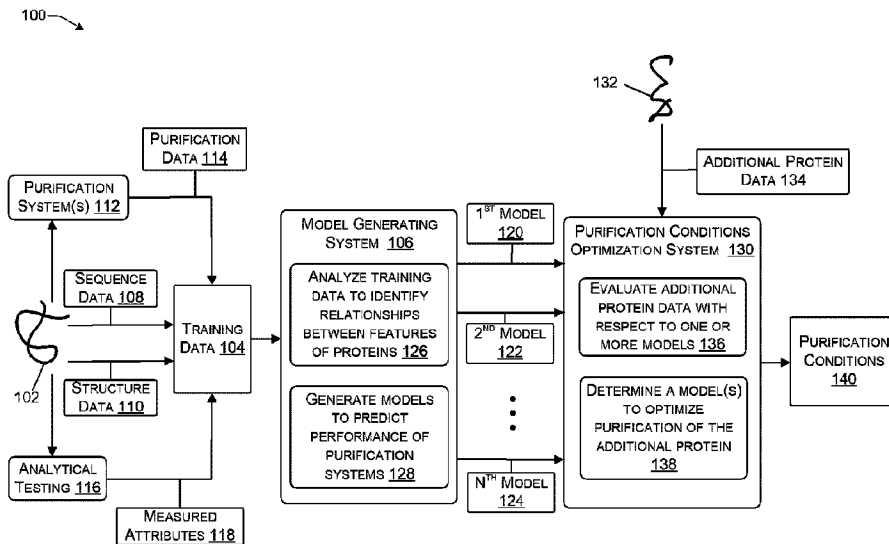 100
PURIFICATION
DATA 114
PURIFICATION
SYSTEM(S) 112
SEQUENCE
DATA 108
102
STRUCTURE
DATA 110
ANALYTICAL
TESTING 116
MEASURED
ATTRIBUTES 118
TRAINING
DATA 104
MODEL GENERATING
SYSTEM 106
ANALYZE TRAINING
DATA TO IDENTIFY
RELATIONSHIPS
BETWEEN FEATURES
OF PROTEINS 126
GENERATE MODELS
TO PREDICT
PERFORMANCE OF
PURIFICATION
SYSTEMS 128
1ST MODEL
120
2ND MODEL
122
NTH MODEL
124
132
ADDITIONAL PROTEIN
DATA 134
PURIFICATION CONDITIONS
OPTIMIZATION SYSTEM 130
EVALUATE ADDITIONAL
PROTEIN DATA WITH
RESPECT TO ONE OR
MORE MODELS 136
DETERMINE A MODEL(S)
TO OPTIMIZE
PURIFICATION OF THE
ADDITIONAL PROTEIN
138
PURIFICATION
CONDITIONS
140